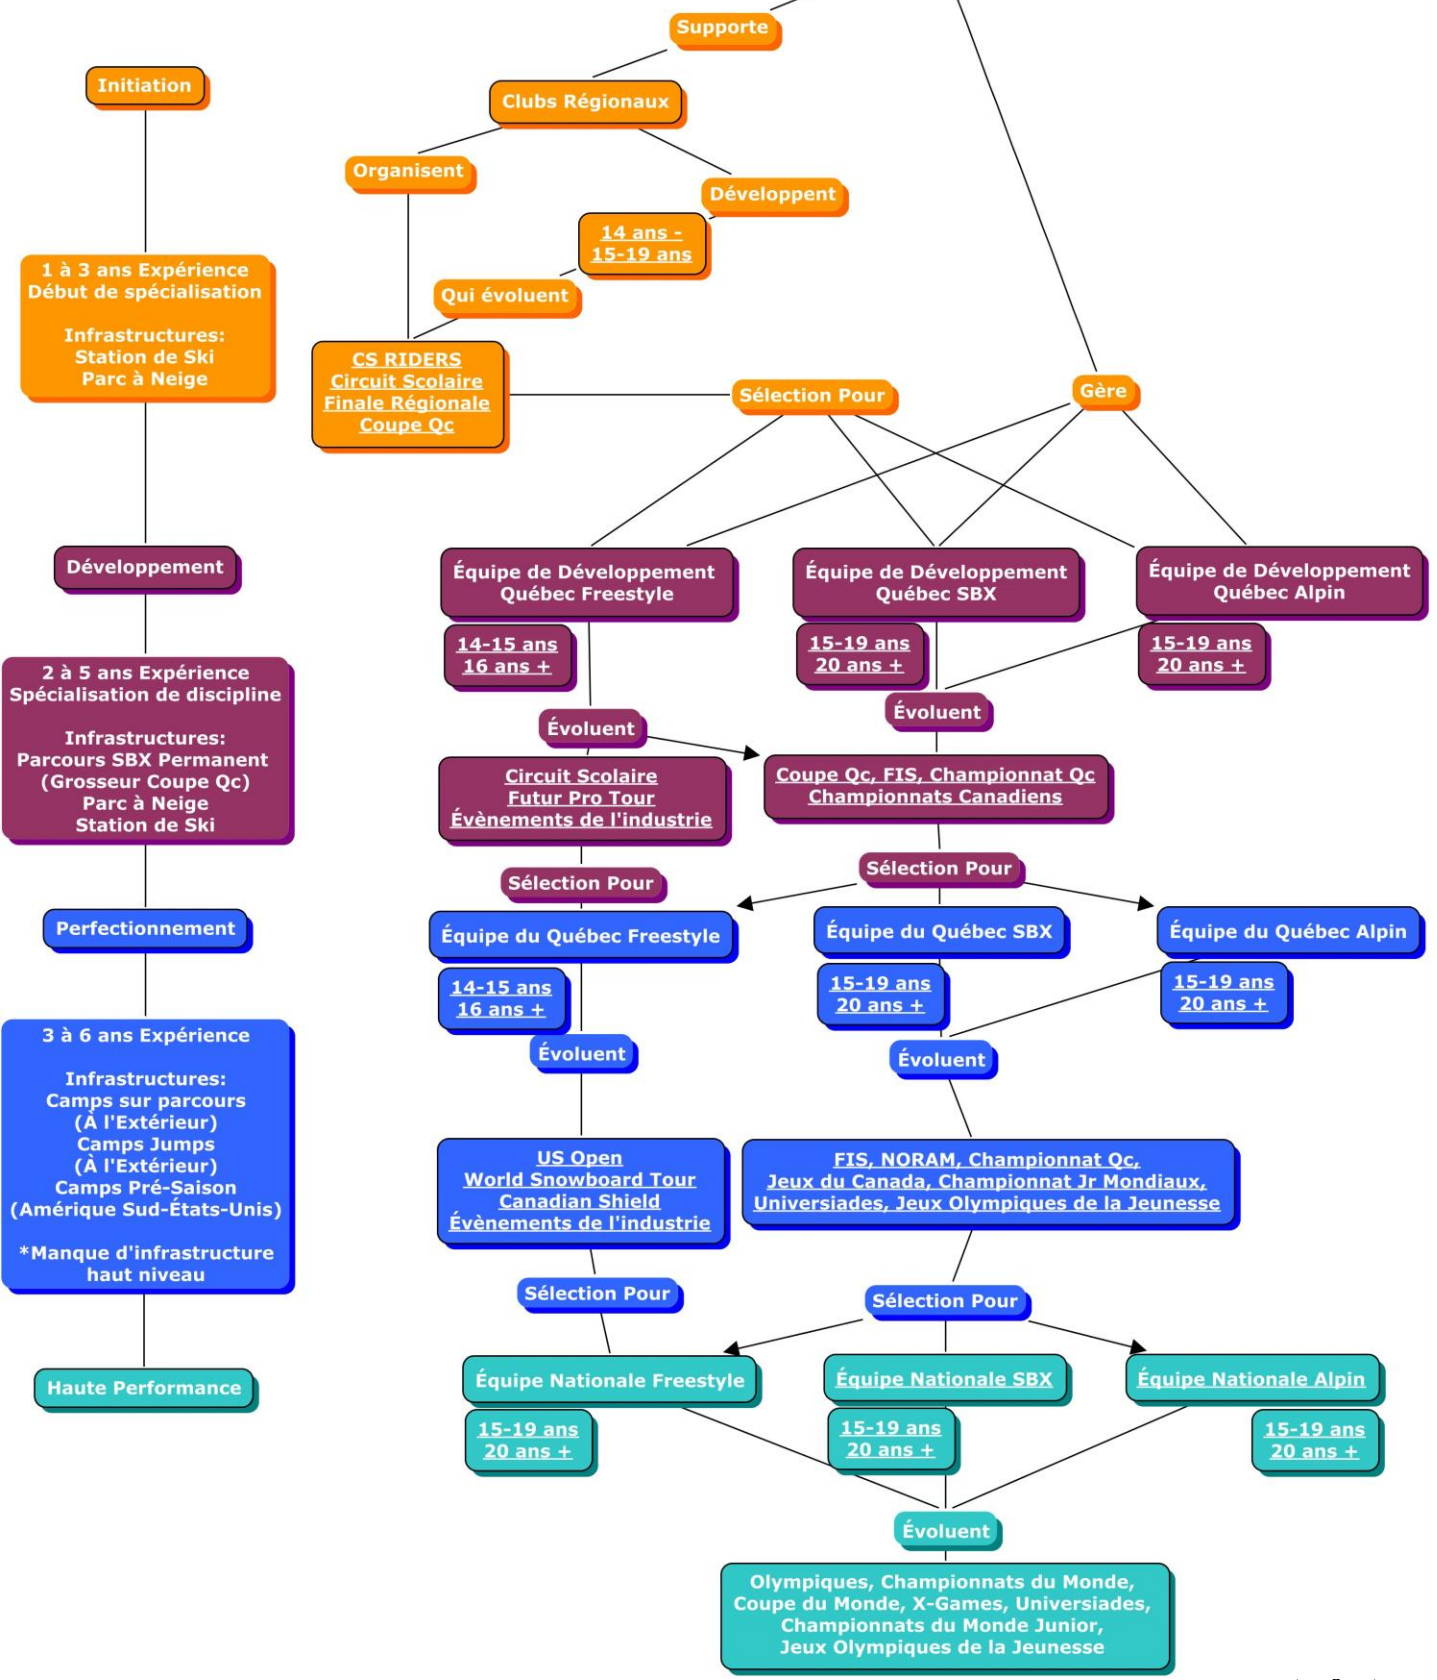 Supporte
Initiation
Clubs Régionaux
Organisent
Développent
14 ans -
15-19 ans
1 à 3 ans Expérience
Début de spécialisation
Infrastructures:
Station de Ski
Parc à Neige
Qui évoluent
CS RIDERS
Circuit Scolaire
Finale Régionale
Coupe Qc
Sélection Pour
Gère
Développement
Équipe de Développement
Québec Freestyle
Équipe de Développement
Québec SBX
Équipe de Développement
Québec Alpin
14-15 ans
16 ans +
15-19 ans
20 ans +
15-19 ans
20 ans +
2 à 5 ans Expérience
Spécialisation de discipline
Infrastructures:
Parcours SBX Permanent
(Grosseur Coupe Qc)
Parc à Neige
Station de Ski
Évoluent
Évoluent
Circuit Scolaire
Futur Pro Tour
Évènements de l'industrie
Coupe Qc, FIS, Championnat Qc
Championnats Canadiens
Sélection Pour
Sélection Pour
Perfectionnement
Équipe du Québec Freestyle
Équipe du Québec SBX
Équipe du Québec Alpin
14-15 ans
16 ans +
15-19 ans
20 ans +
15-19 ans
20 ans +
3 à 6 ans Expérience
Infrastructures:
Camps sur parcours
(À l'Extérieur)
Camps Jumps
(À l'Extérieur)
Camps Pré-Saison
(Amérique Sud-États-Unis)
*Manque d'infrastructure
haut niveau
Évoluent
Évoluent
US Open
World Snowboard Tour
Canadian Shield
Évènements de l'industrie
FIS, NORAM, Championnat Qc,
Jeux du Canada, Championnat Jr Mondiaux,
Universiades, Jeux Olympiques de la Jeunesse
Sélection Pour
Sélection Pour
Haute Performance
Équipe Nationale Freestyle
Équipe Nationale SBX
Équipe Nationale Alpin
15-19 ans
20 ans +
15-19 ans
20 ans +
15-19 ans
20 ans +
Évoluent
Olympiques, Championnats du Monde,
Coupe du Monde, X-Games, Universiades,
Championnats du Monde Junior,
Jeux Olympiques de la Jeunesse